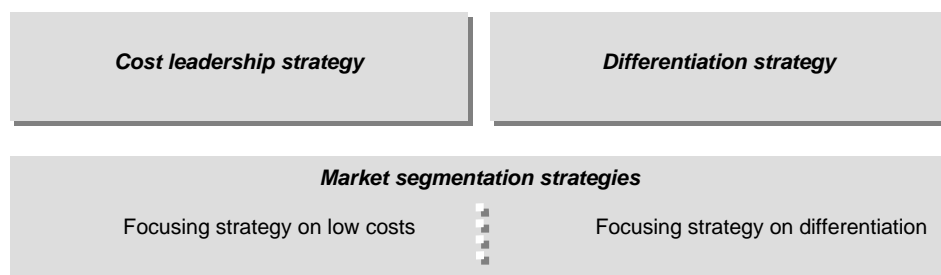 Cost leadership strategy
Differentiation strategy
Market segmentation strategies
Focusing strategy on low costs
Focusing strategy on differentiation